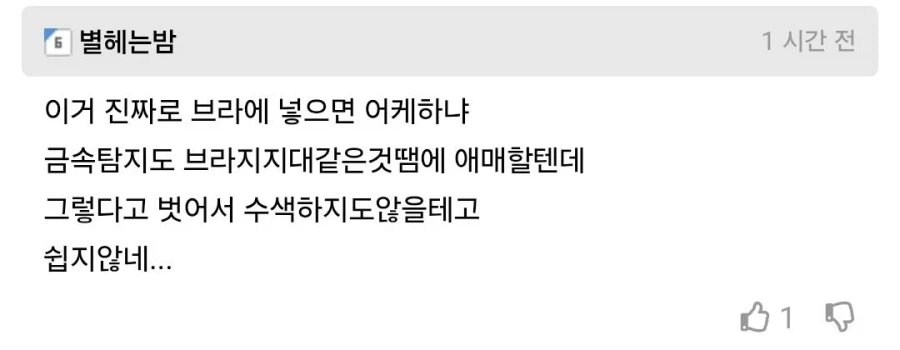 6 별헤는밤 1 시간 전
이거 진짜로 브라에 넣으면 어케하냐
금속탐지도 브라지지대같은것땜에 애매할텐데
그렇다고 벗어서 수색하지도않을테고
쉽지않네...
1